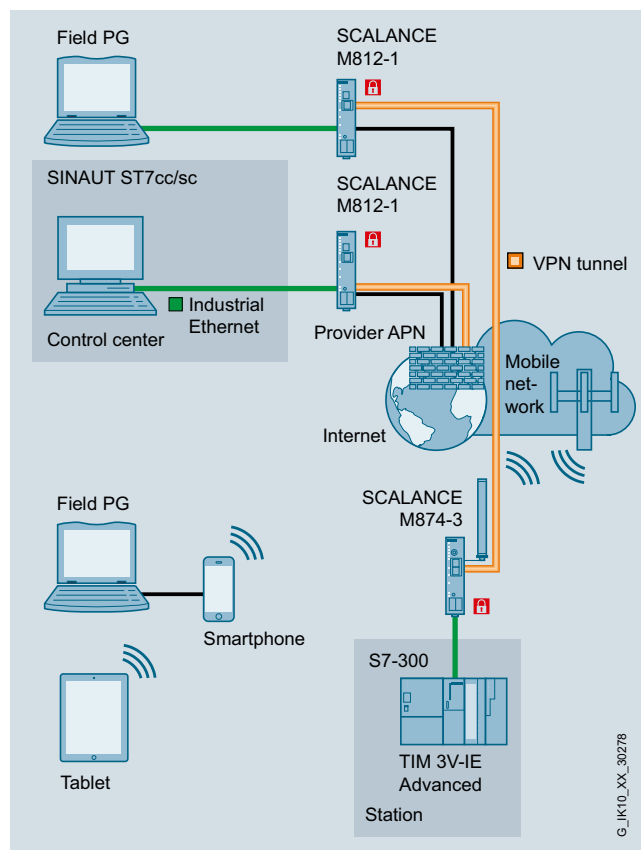 Field PG
SCALANCE
M812-1
SINAUT ST7cc/sc
SCALANCE
M812-1
VPN tunnel
Industrial
Ethernet
Control center
Provider APN
Mobile
net-
work
Internet
SCALANCE
M874-3
Field PG
Smartphone
S7-300
Tablet
TIM 3V-IE
Advanced
Station
G_IK10_XX_30278